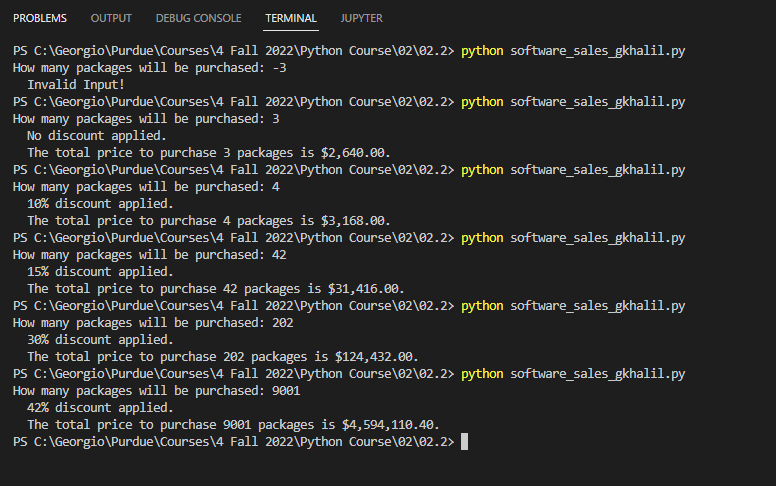 PROBLEMS OUTPUT DEBUG CONSOLE TERMINAL JUPYTER
PS C:\Georgio\Purdue\Courses\4 Fall 2022\Python Course\02\02.2> python software_sales_gkhalil.py
How many packages will be purchased: -3
  Invalid Input!
PS C:\Georgio\Purdue\Courses\4 Fall 2022\Python Course\02\02.2> python software_sales_gkhalil.py
How many packages will be purchased: 3
  No discount applied.
  The total price to purchase 3 packages is $2,640.00.
PS C:\Georgio\Purdue\Courses\4 Fall 2022\Python Course\02\02.2> python software_sales_gkhalil.py
How many packages will be purchased: 4
  10% discount applied.
  The total price to purchase 4 packages is $3,168.00.
PS C:\Georgio\Purdue\Courses\4 Fall 2022\Python Course\02\02.2> python software_sales_gkhalil.py
How many packages will be purchased: 42
  15% discount applied.
  The total price to purchase 42 packages is $31,416.00.
PS C:\Georgio\Purdue\Courses\4 Fall 2022\Python Course\02\02.2> python software_sales_gkhalil.py
How many packages will be purchased: 202
  30% discount applied.
  The total price to purchase 202 packages is $124,432.00.
PS C:\Georgio\Purdue\Courses\4 Fall 2022\Python Course\02\02.2> python software_sales_gkhalil.py
How many packages will be purchased: 9001
  42% discount applied.
  The total price to purchase 9001 packages is $4,594,110.40.
PS C:\Georgio\Purdue\Courses\4 Fall 2022\Python Course\02\02.2>